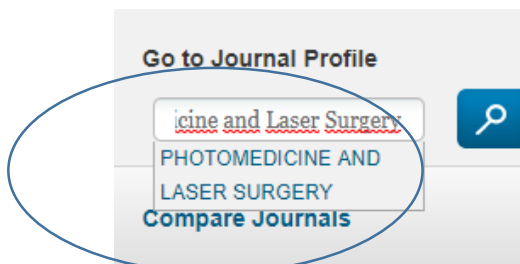 Go to Journal Profile
icine and Laser Surgery
PHOTOMEDICINE AND
LASER SURGERY
Compare Journals